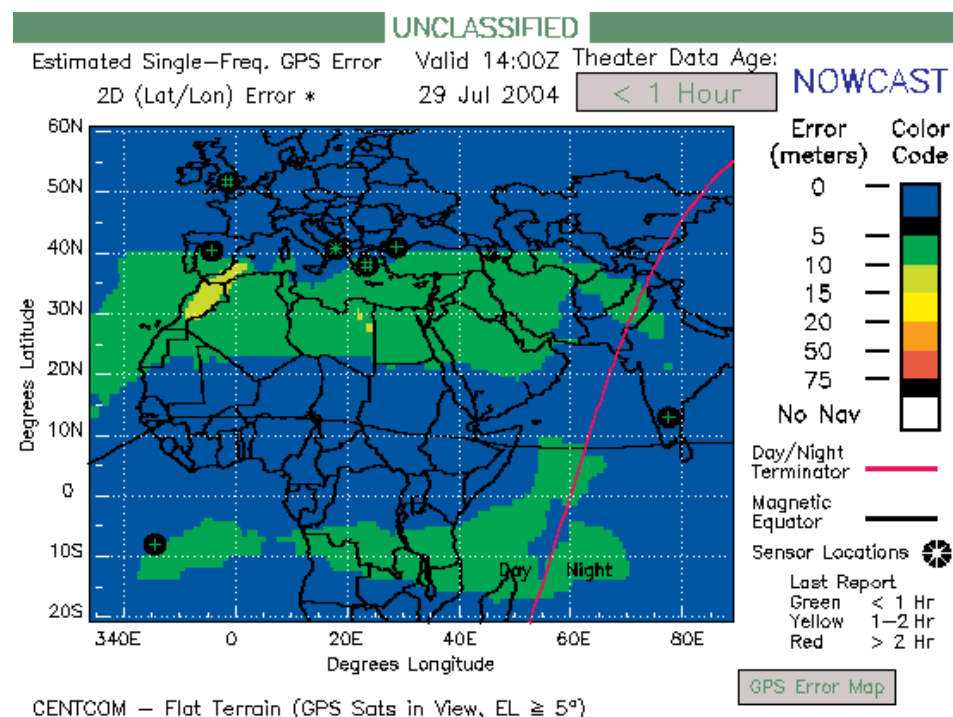 UNCLASSIFIED
Estimated Single-Freq. GPS Error
2D (Lat/Lon) Error *
Valid 14:00Z
29 Jul 2004
Theater Data Age:
< 1 Hour
NOWCAST
60N
50N
40N
30N
20N
10N
0
10S
20S
Degrees Latitude
340E
0
20E
40E
60E
80E
Degrees Longitude
Day
Night
Error
(meters)
Color
Code
0
5
10
15
20
50
75
No Nav
Day/Night
Terminator
Magnetic
Equator
Sensor Locations
Last Report
Green < 1 Hr
Yellow 1-2 Hr
Red > 2 Hr
GPS Error Map
CENTCOM - Flat Terrain (GPS Sats in View, EL ≧ 5°)